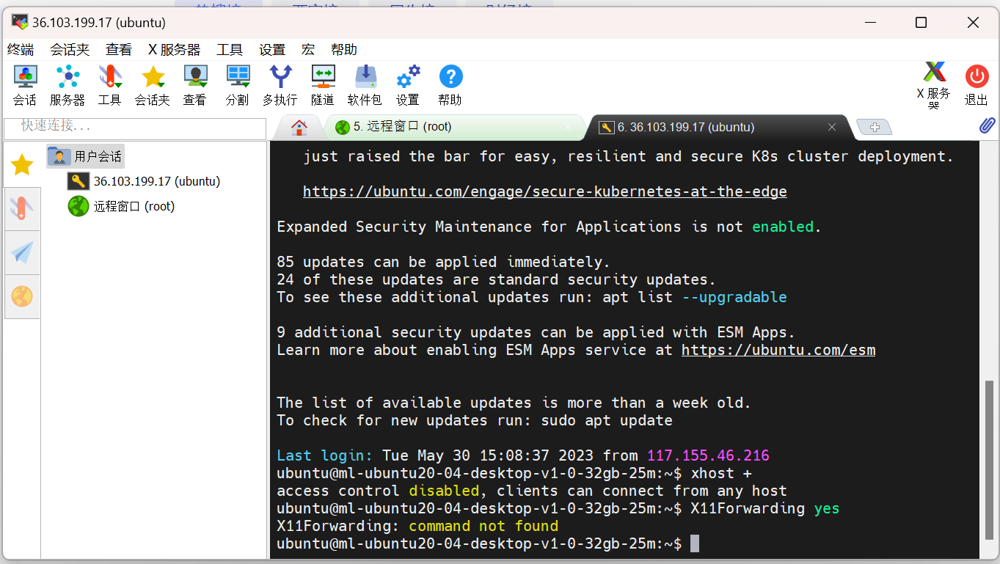 36.103.199.17 (ubuntu)
终端 会话夹 查看 X 服务器 工具 设置 宏 帮助
会话 服务器 工具 会话夹 查看 分割 多执行 隧道 软件包 设置 帮助 X 服务器 退出
快速连接...
5. 远程窗口 (root)
6. 36.103.199.17 (ubuntu)
用户会话
36.103.199.17 (ubuntu)
远程窗口 (root)
just raised the bar for easy, resilient and secure K8s cluster deployment.
https://ubuntu.com/engage/secure-kubernetes-at-the-edge
Expanded Security Maintenance for Applications is not enabled.
85 updates can be applied immediately.
24 of these updates are standard security updates.
To see these additional updates run: apt list --upgradable
9 additional security updates can be applied with ESM Apps.
Learn more about enabling ESM Apps service at https://ubuntu.com/esm
The list of available updates is more than a week old.
To check for new updates run: sudo apt update
Last login: Tue May 30 15:08:37 2023 from 117.155.46.216
ubuntu@ml-ubuntu20-04-desktop-v1-0-32gb-25m:~$ xhost +
access control disabled, clients can connect from any host
ubuntu@ml-ubuntu20-04-desktop-v1-0-32gb-25m:~$ X11Forwarding yes
X11Forwarding: command not found
ubuntu@ml-ubuntu20-04-desktop-v1-0-32gb-25m:~$